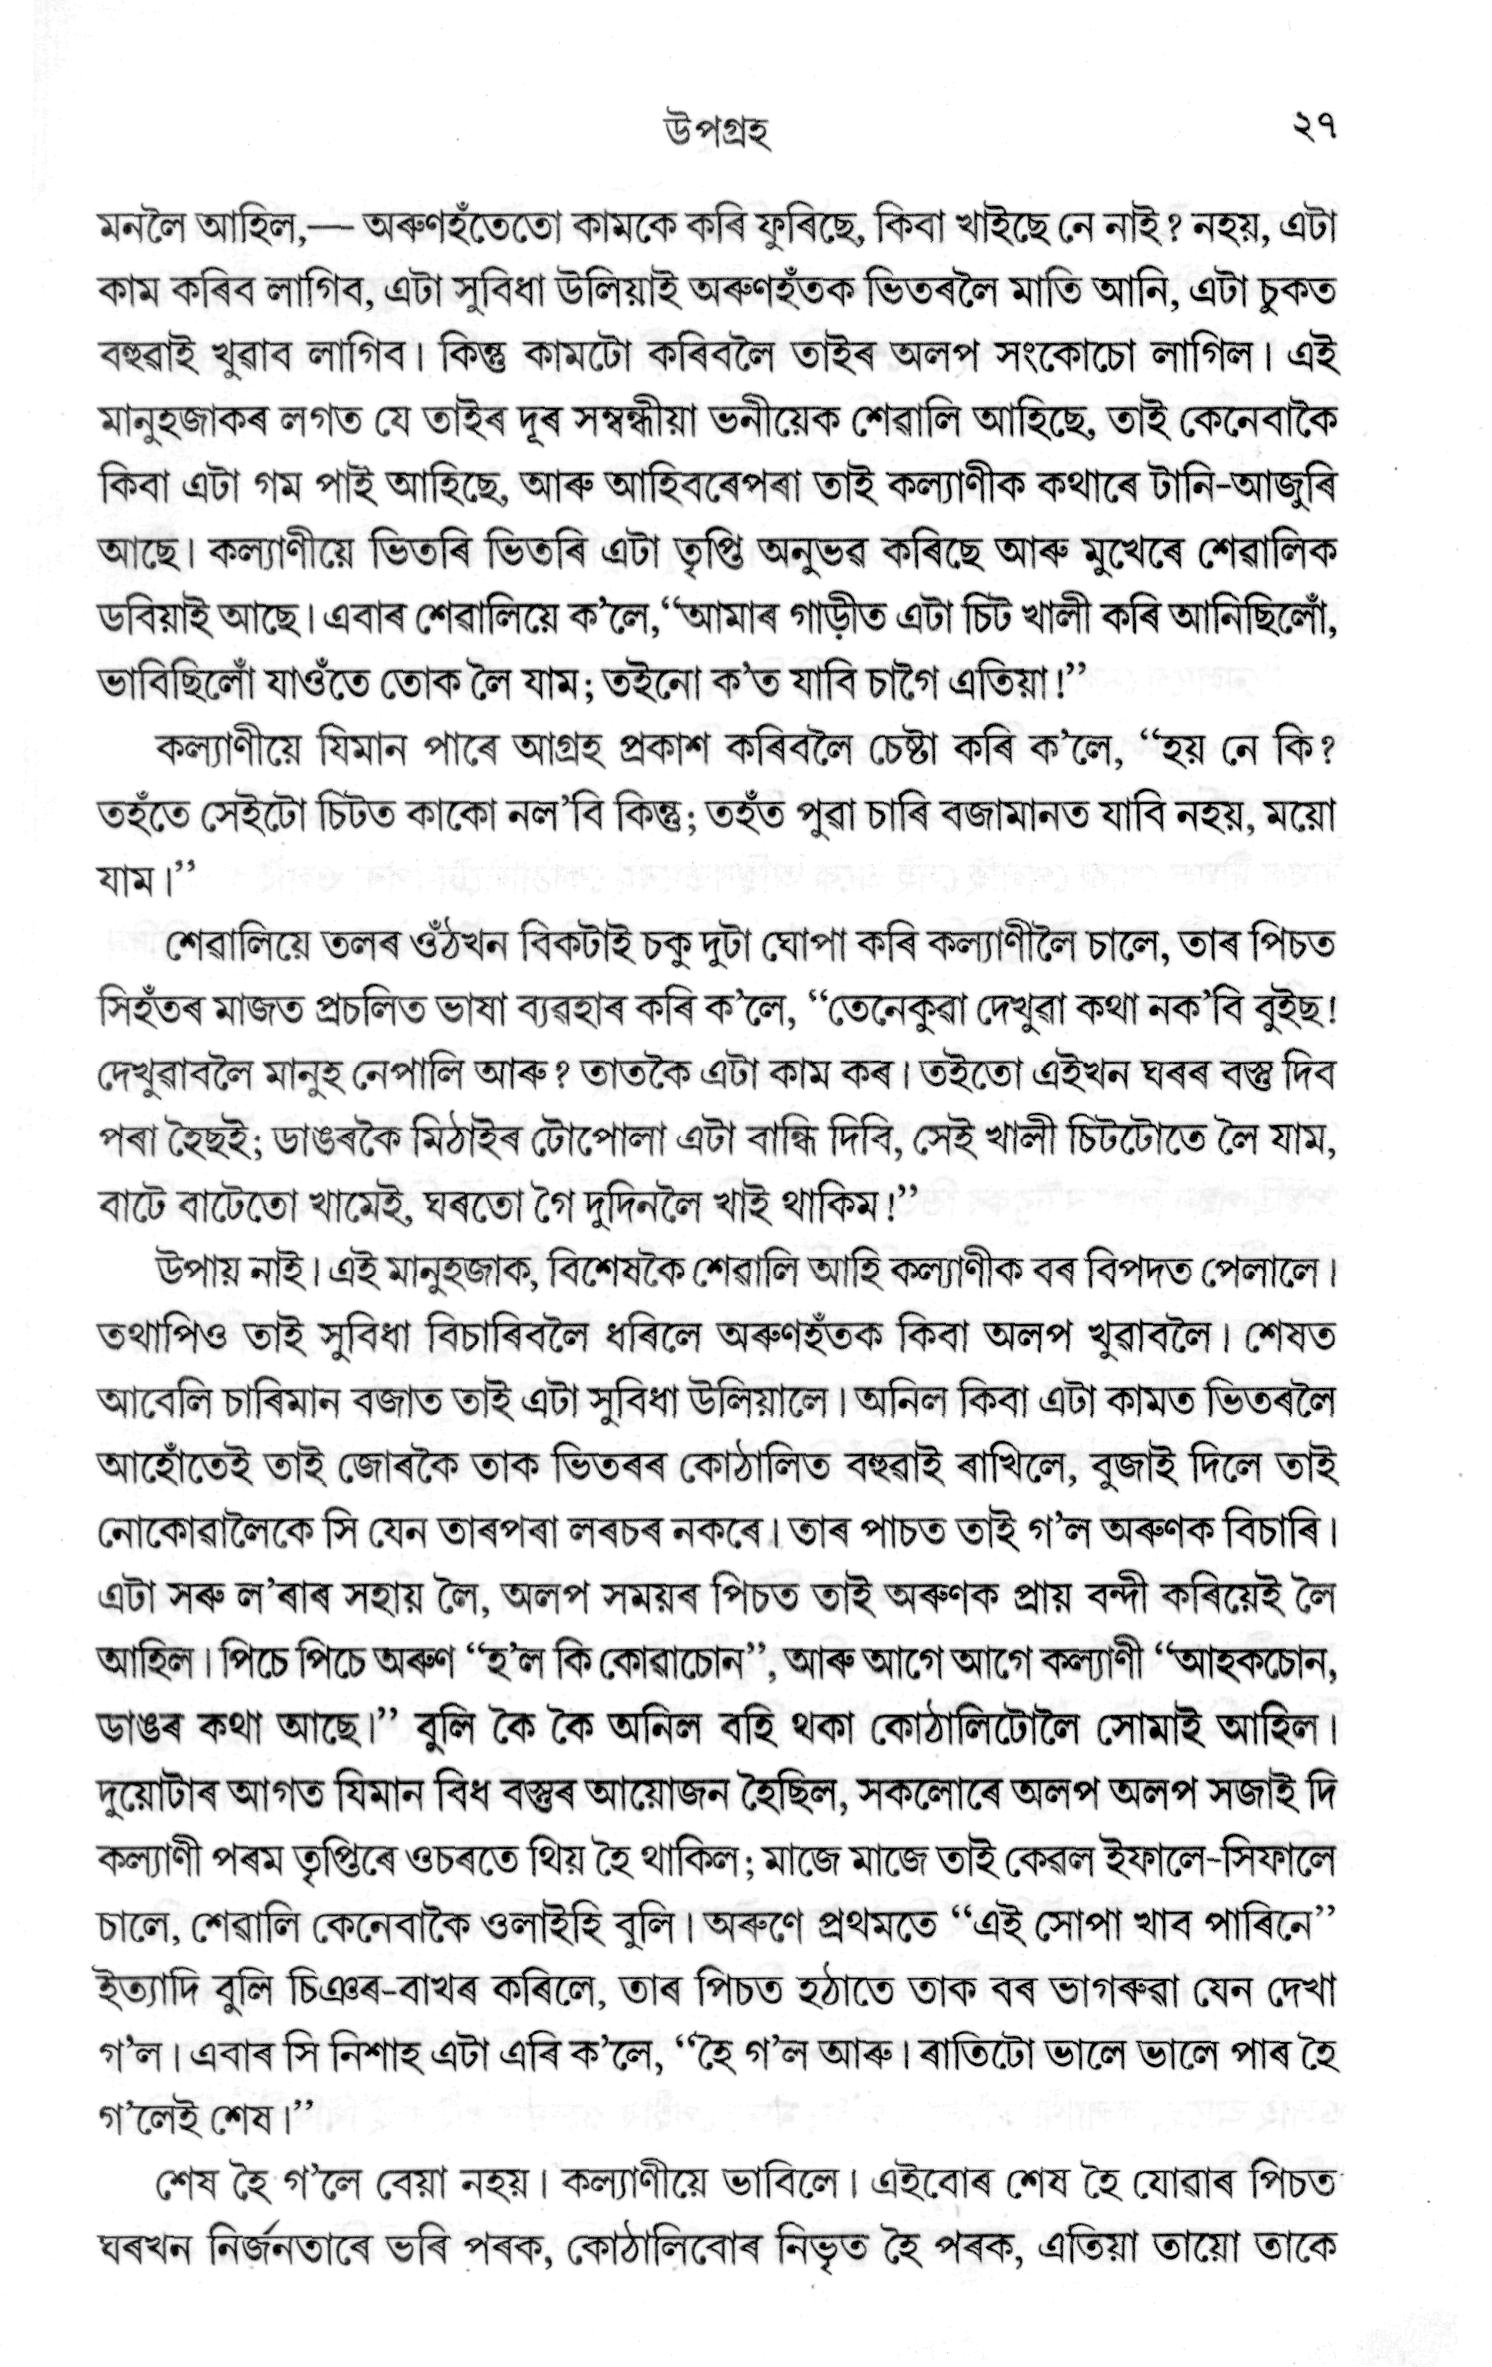 উপগ্ৰহ ২৭
মনলৈ আহিল,— অৰুণহঁতেতো কামকে কৰি ফুৰিছে, কিবা খাইছে নে নাই? নহয়, এটা
কাম কৰিব লাগিব, এটা সুবিধা উলিয়াই অৰুণহঁতক ভিতৰলৈ মাতি আনি, এটা চুকত
বহুৱাই খুৱাব লাগিব। কিন্তু কামটো কৰিবলৈ তাইৰ অলপ সংকোচো লাগিল। এই
মানুহজাকৰ লগত যে তাইৰ দূৰ সম্বন্ধীয়া ভনীয়েক শেৱালি আহিছে, তাই কেনেবাকৈ
কিবা এটা গম পাই আহিছে, আৰু আহিবৰেপৰা তাই কল্যাণীক কথাৰে টানি-আজুৰি
আছে। কল্যাণীয়ে ভিতৰি ভিতৰি এটা তৃপ্তি অনুভৱ কৰিছে আৰু মুখেৰে শেৱালিক
ডবিয়াই আছে। এবাৰ শেৱালিয়ে ক’লে, “আমাৰ গাড়ীত এটা চিট খালী কৰি আনিছিলোঁ,
ভাবিছিলোঁ যাওঁতে তোক লৈ যাম; তইনো ক’ত যাবি চাগৈ এতিয়া!”
কল্যাণীয়ে যিমান পাৰে আগ্ৰহ প্ৰকাশ কৰিবলৈ চেষ্টা কৰি ক’লে, “হয় নে কি?
তহঁতে সেইটো চিটত কাকো নল’বি কিন্তু; তহঁত পুৱা চাৰি বজামানত যাবি নহয়, ময়ো
যাম।”
শেৱালিয়ে তলৰ ওঁঠখন বিকটাই চকু দুটা ঘোপা কৰি কল্যাণীলৈ চালে, তাৰ পিচত
সিহঁতৰ মাজত প্ৰচলিত ভাষা ব্যৱহাৰ কৰি ক’লে, “তেনেকুৱা দেখুৱা কথা নক’বি বুইছ!
দেখুৱাবলৈ মানুহ নেপালি আৰু? তাতকৈ এটা কাম কৰ। তইতো এইখন ঘৰৰ বস্তু দিব
পৰা হৈছই; ডাঙৰকৈ মিঠাইৰ টোপোলা এটা বান্ধি দিবি, সেই খালী চিটটোতে লৈ যাম,
বাটে বাটেতো খামেই, ঘৰতো গৈ দুদিনলৈ খাই থাকিম!”
উপায় নাই। এই মানুহজাক, বিশেষকৈ শেৱালি আহি কল্যাণীক বৰ বিপদত পেলালে।
তথাপিও তাই সুবিধা বিচাৰিবলৈ ধৰিলে অৰুণহঁতক কিবা অলপ খুৱাবলৈ। শেষত
আবেলি চাৰিমান বজাত তাই এটা সুবিধা উলিয়ালে। অনিল কিবা এটা কামত ভিতৰলৈ
আহোঁতেই তাই জোৰকৈ তাক ভিতৰৰ কোঠালিত বহুৱাই ৰাখিলে, বুজাই দিলে তাই
নোকোৱালৈকে সি যেন তাৰপৰা লৰচৰ নকৰে। তাৰ পাচত তাই গ’ল অৰুণক বিচাৰি।
এটা সৰু ল’ৰাৰ সহায় লৈ, অলপ সময়ৰ পিচত তাই অৰুণক প্ৰায় বন্দী কৰিয়েই লৈ
আহিল। পিচে পিচে অৰুণ “হ’ল কি কোৱাচোন”, আৰু আগে আগে কল্যাণী “আহকচোন,
ডাঙৰ কথা আছে।” বুলি কৈ কৈ অনিল বহি থকা কোঠালিটোলৈ সোমাই আহিল।
দুয়োটাৰ আগত যিমান বিধ বস্তুৰ আয়োজন হৈছিল, সকলোৰে অলপ অলপ সজাই দি
কল্যাণী পৰম তৃপ্তিৰে ওচৰতে থিয় হৈ থাকিল; মাজে মাজে তাই কেৱল ইফালে-সিফালে
চালে, শেৱালি কেনেবাকৈ ওলাইহি বুলি। অৰুণে প্ৰথমতে “এই সোপা খাব পাৰিনে”
ইত্যাদি বুলি চিঞৰ-বাখৰ কৰিলে, তাৰ পিচত হঠাতে তাক বৰ ভাগৰুৱা যেন দেখা
গ’ল। এবাৰ সি নিশাহ এটা এৰি ক’লে, “হৈ গ’ল আৰু। ৰাতিটো ভালে ভালে পাৰ হৈ
গ’লেই শেষ।”
শেষ হৈ গ’লে বেয়া নহয়। কল্যাণীয়ে ভাবিলে। এইবোৰ শেষ হৈ যোৱাৰ পিচত
ঘৰখন নিৰ্জনতাৰে ভৰি পৰক, কোঠালিবোৰ নিভৃত হৈ পৰক, এতিয়া তায়ো তাকে